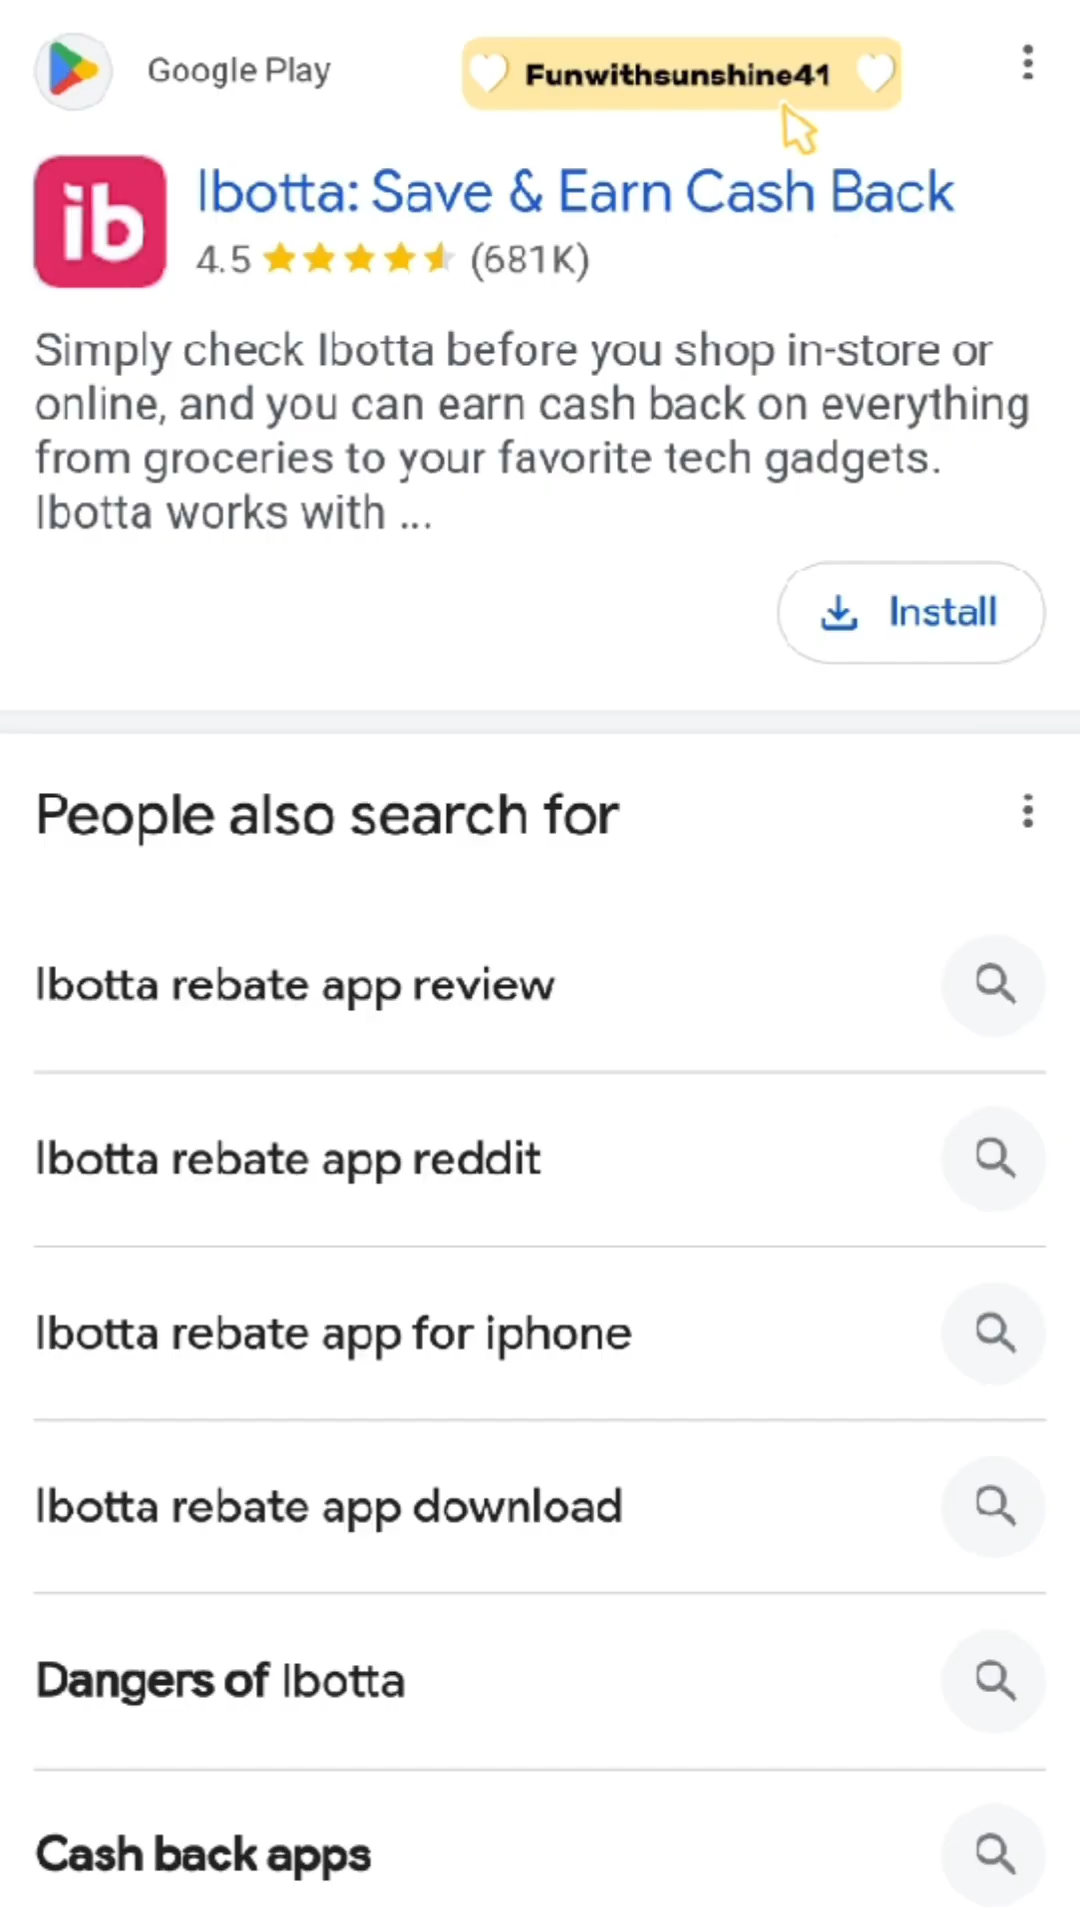 Google Play
Funwithsunshine41
ib
Ibotta: Save & Earn Cash Back
4.5 (681K)
Simply check Ibotta before you shop in-store or
online, and you can earn cash back on everything
from groceries to your favorite tech gadgets.
Ibotta works with ...
Install
People also search for
Ibotta rebate app review
Ibotta rebate app reddit
Ibotta rebate app for iphone
Ibotta rebate app download
Dangers of Ibotta
Cash back apps